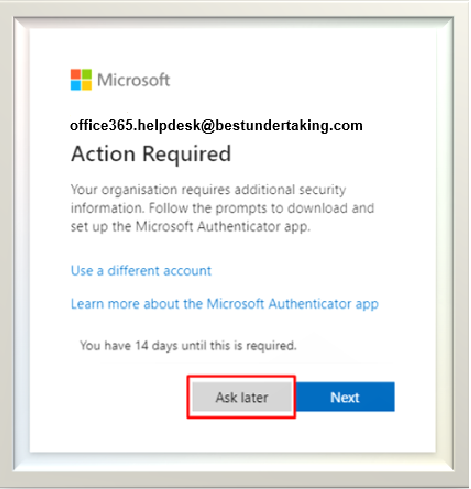 Microsoft
office365.helpdesk@bestundertaking.com
Action Required
Your organisation requires additional security
information. Follow the prompts to download and
set up the Microsoft Authenticator app.
Use a different account
Learn more about the Microsoft Authenticator app
You have 14 days until this is required.
Ask later
Next